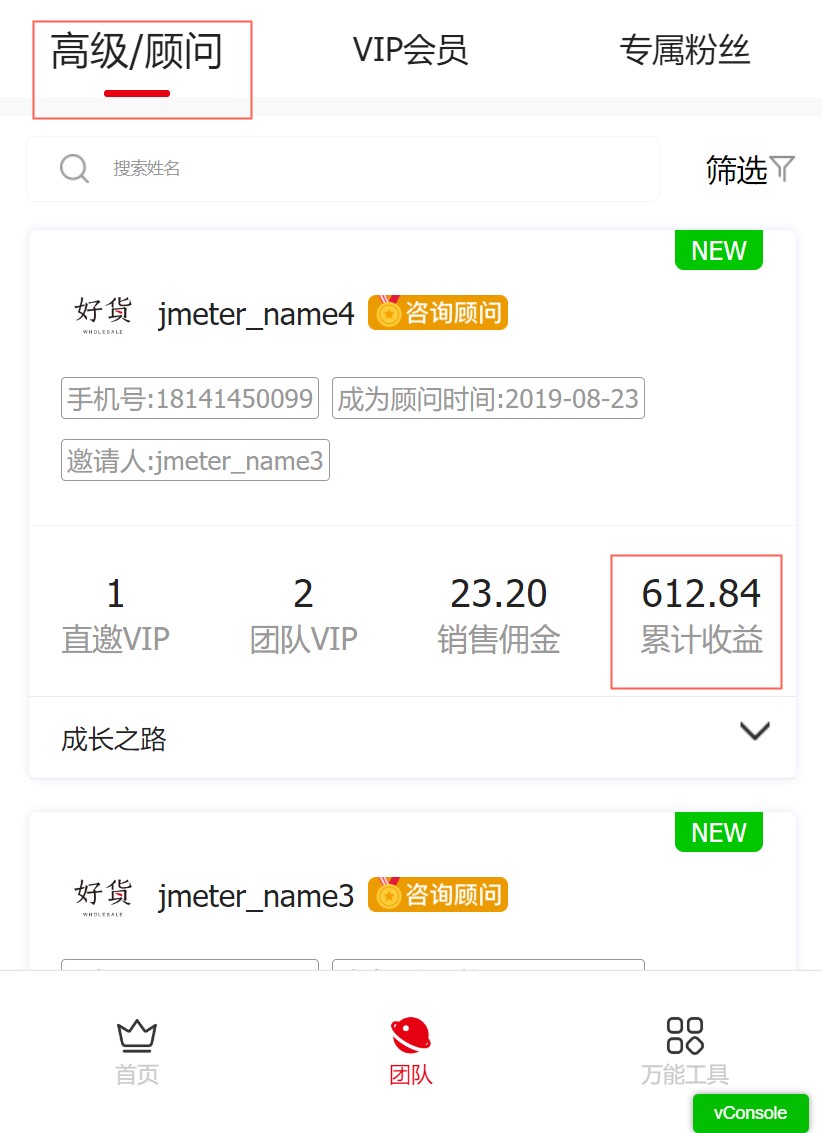 高级/顾问 VIP会员 专属粉丝
搜索姓名 筛选
NEW
好货 jmeter_name4 咨询顾问
WHOLESALE
手机号:18141450099 成为顾问时间:2019-08-23
邀请人:jmeter_name3
1 2 23.20 612.84
直邀VIP 团队VIP 销售佣金 累计收益
成长之路
NEW
好货 jmeter_name3 咨询顾问
WHOLESALE
首页 团队 万能工具
vConsole